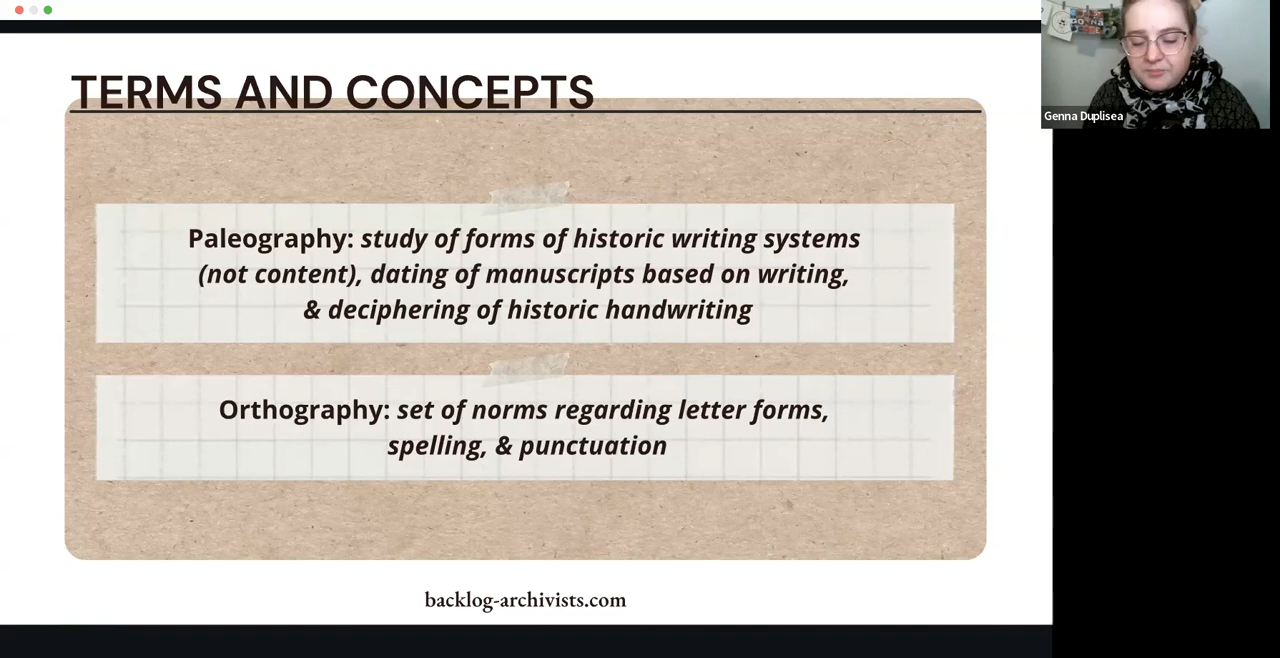 TERMS AND CONCEPTS
Genna Duplisea
Paleography: study of forms of historic writing systems
(not content), dating of manuscripts based on writing,
& deciphering of historic handwriting
Orthography: set of norms regarding letter forms,
spelling, & punctuation
backlog-archivists.com